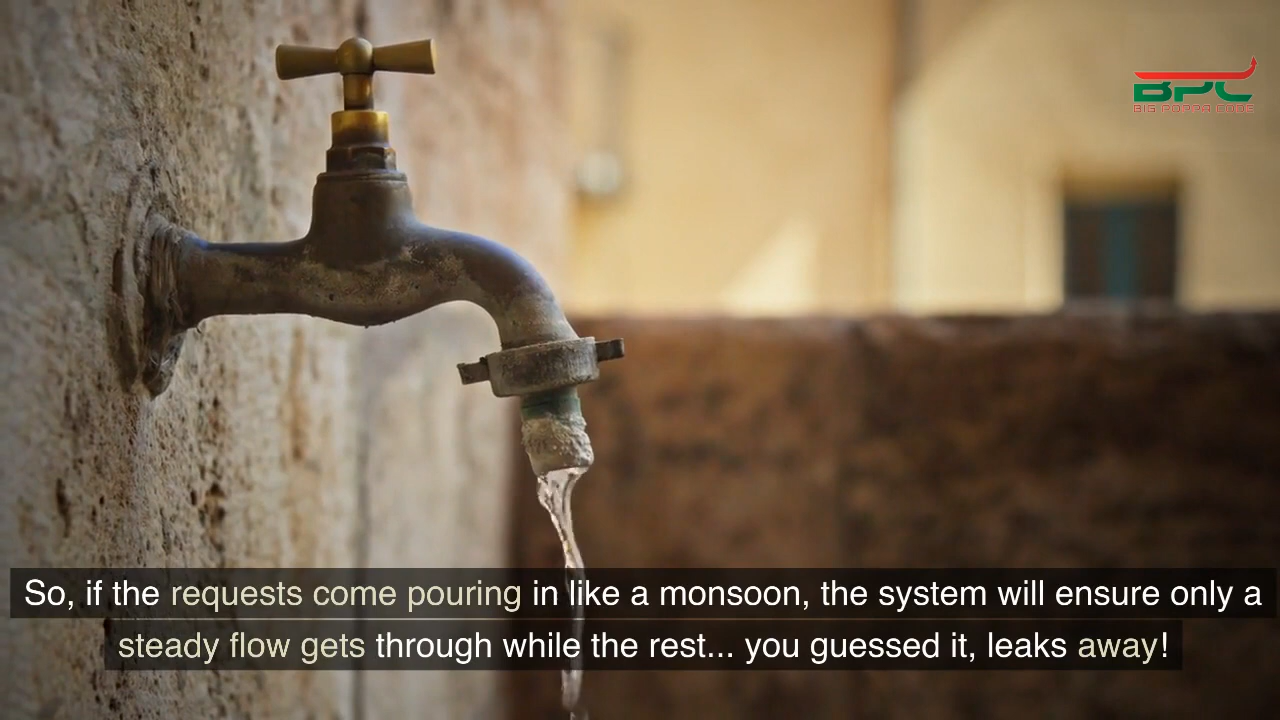 BPC
BIG POPPA CODE
So, if the requests come pouring in like a monsoon, the system will ensure only a
steady flow gets through while the rest... you guessed it, leaks away!